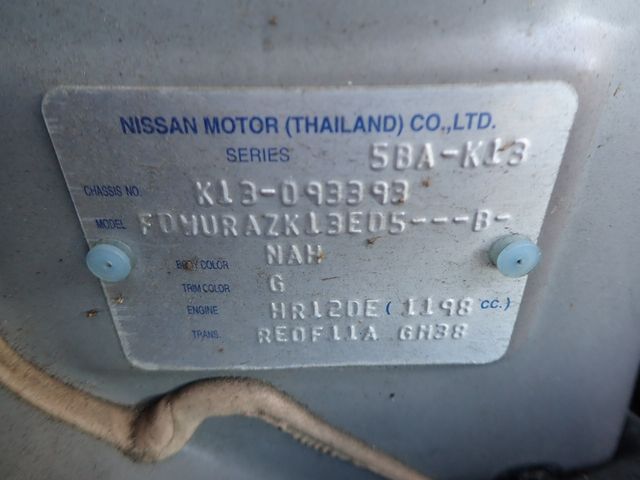 NISSAN MOTOR (THAILAND) CO.,LTD.
SERIES 5BA-K13
CHASSIS NO. K13-093393
MODEL FDMURAZK13ED5---B-
BODY COLOR NAH
TRIM COLOR G
ENGINE HR12DE ( 1198 cc.)
TRANS. RE0F11A GH38